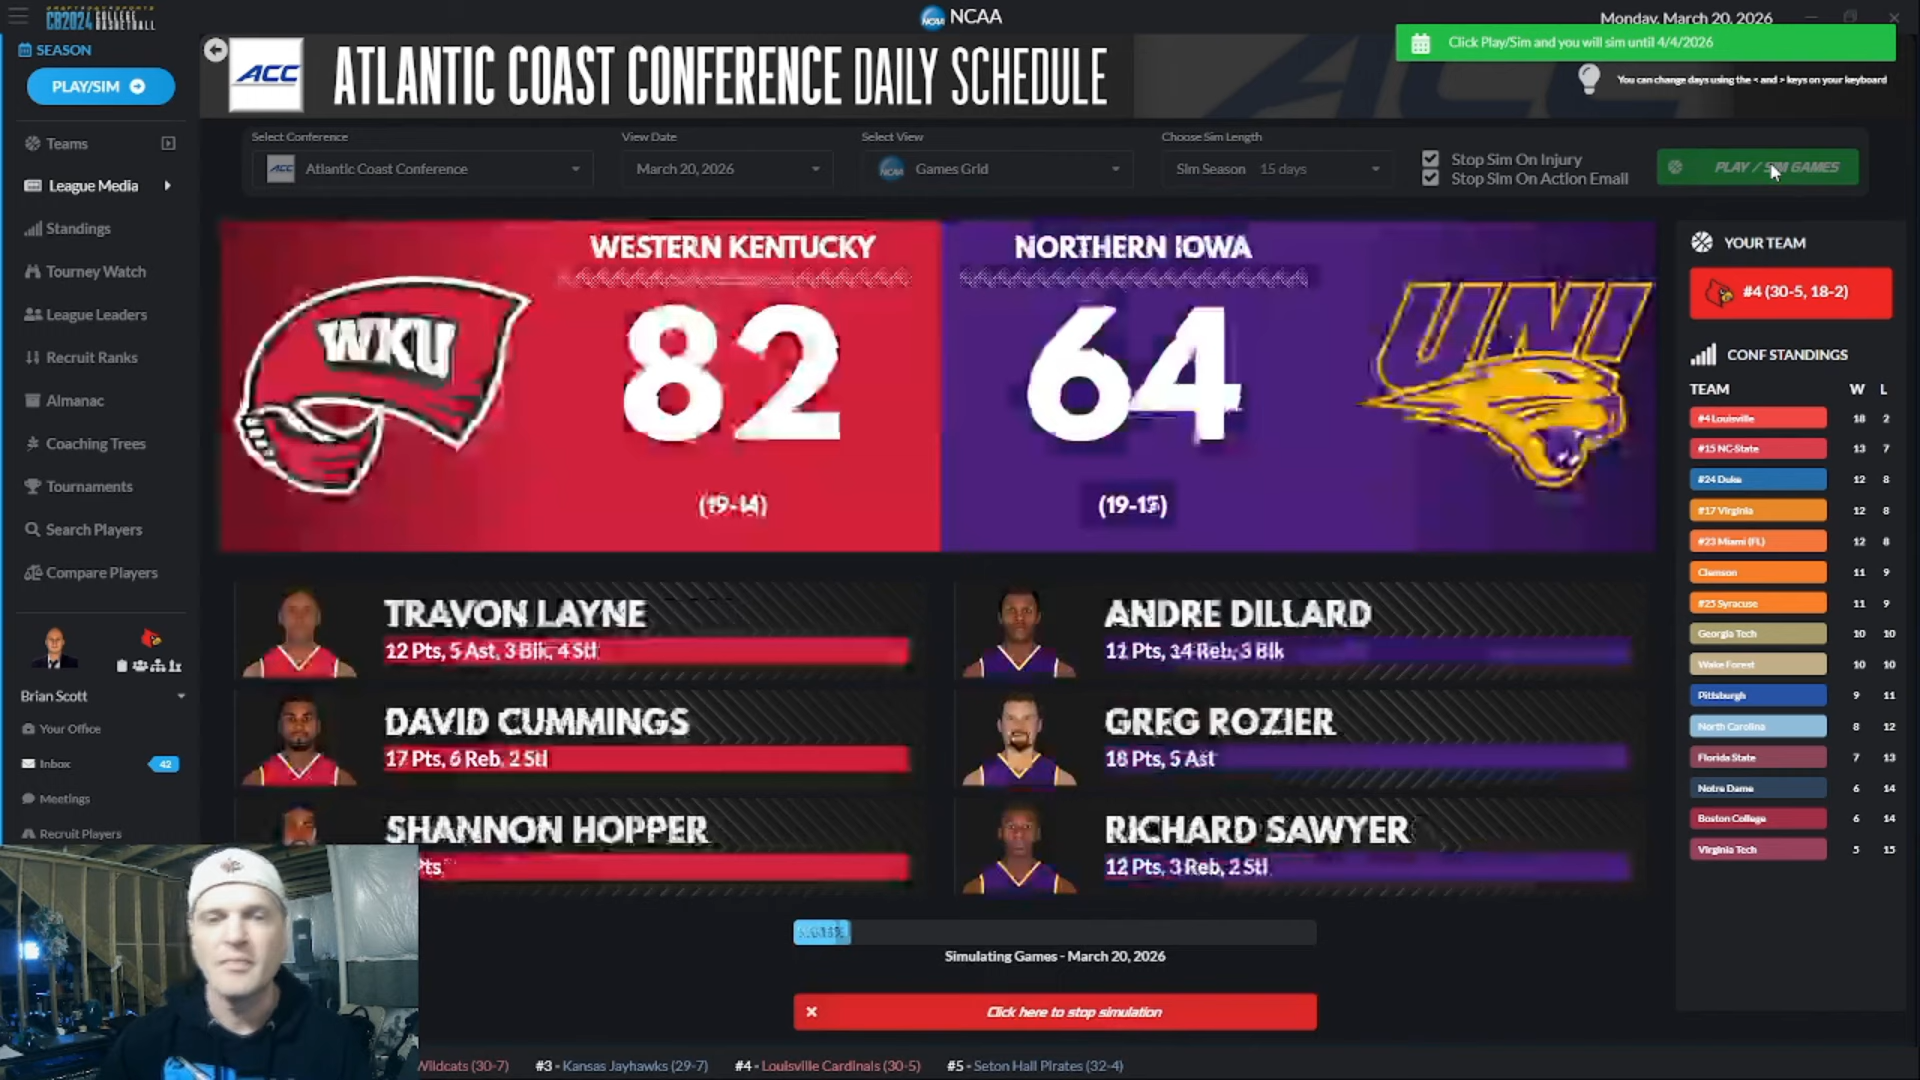 CB2024 COLLEGE BASKETBALL
NCAA
Monday, March 20, 2026
SEASON
PLAY/SIM
ACC
ATLANTIC COAST CONFERENCE DAILY SCHEDULE
Click Play/Sim and you will sim until 4/4/2026
You can change days using the < and > keys on your keyboard
Select Conference
View Date
Select View
Choose Sim Length
ACC Atlantic Coast Conference
March 20, 2026
Games Grid
Sim Season 15 days
Stop Sim On Injury
Stop Sim On Action Email
PLAY / SIM GAMES
Teams
League Media
Standings
Tourney Watch
League Leaders
Recruit Ranks
Almanac
Coaching Trees
Tournaments
Search Players
Compare Players
Brian Scott
Your Office
Inbox 42
Meetings
Recruit Players
WESTERN KENTUCKY
WKU
82
(19-14)
NORTHERN IOWA
64
UNI
TRAVON LAYNE
12 Pts, 5 Ast, 3 Blk, 4 Stl
ANDRE DILLARD
11 Pts, 14 Reb, 3 Blk
DAVID CUMMINGS
17 Pts, 6 Reb, 2 Stl
GREG ROZIER
18 Pts, 5 Ast
SHANNON HOPPER
RICHARD SAWYER
12 Pts, 3 Reb, 2 Stl
Simulating Games - March 20, 2026
Click here to stop simulation
YOUR TEAM
#4 (30-5, 18-2)
CONF STANDINGS
TEAM W L
#4 Louisville 18 2
#15 NC-State 13 7
#24 Duke 12 8
#17 Virginia 12 8
#23 Miami (FL) 12 8
Clemson 11 9
#25 Syracuse 11 9
Georgia Tech 10 10
Wake Forest 10 10
Pittsburgh 9 11
North Carolina 8 12
Florida State 7 13
Notre Dame 6 14
Boston College 6 14
Virginia Tech 5 15
Wildcats (30-7) #3 - Kansas Jayhawks (29-7) #4 - Louisville Cardinals (30-5) #5 - Seton Hall Pirates (32-4)